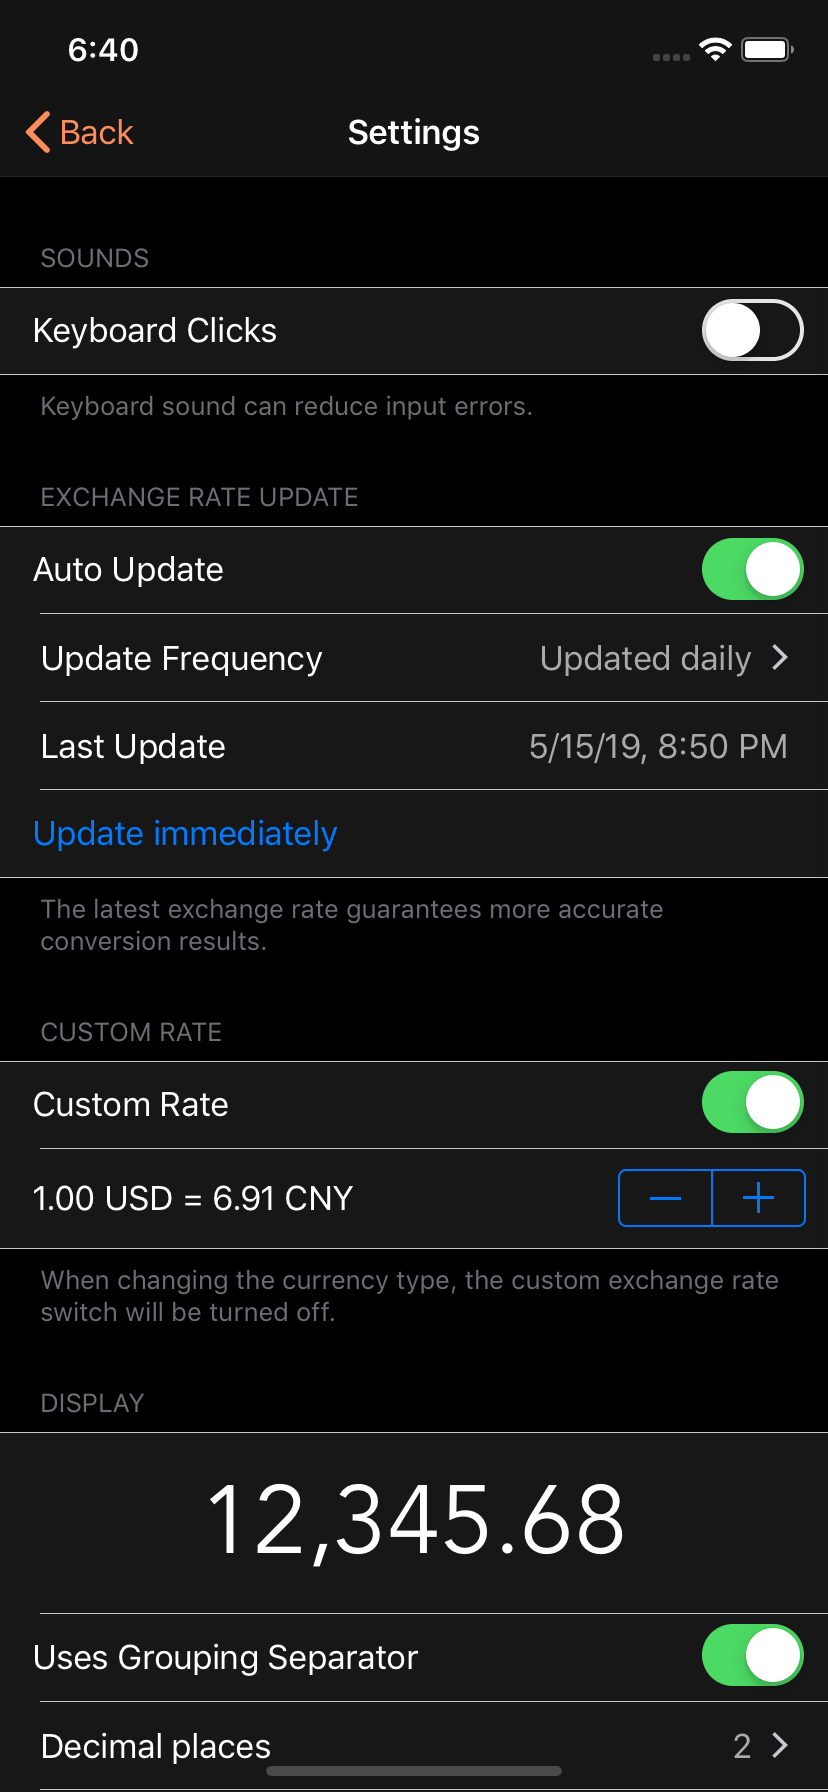 6:40
Back
Settings
SOUNDS
Keyboard Clicks
Keyboard sound can reduce input errors.
EXCHANGE RATE UPDATE
Auto Update
Update Frequency
Updated daily
Last Update
5/15/19, 8:50 PM
Update immediately
The latest exchange rate guarantees more accurate
conversion results.
CUSTOM RATE
Custom Rate
1.00 USD = 6.91 CNY
When changing the currency type, the custom exchange rate
switch will be turned off.
DISPLAY
12,345.68
Uses Grouping Separator
Decimal places
2